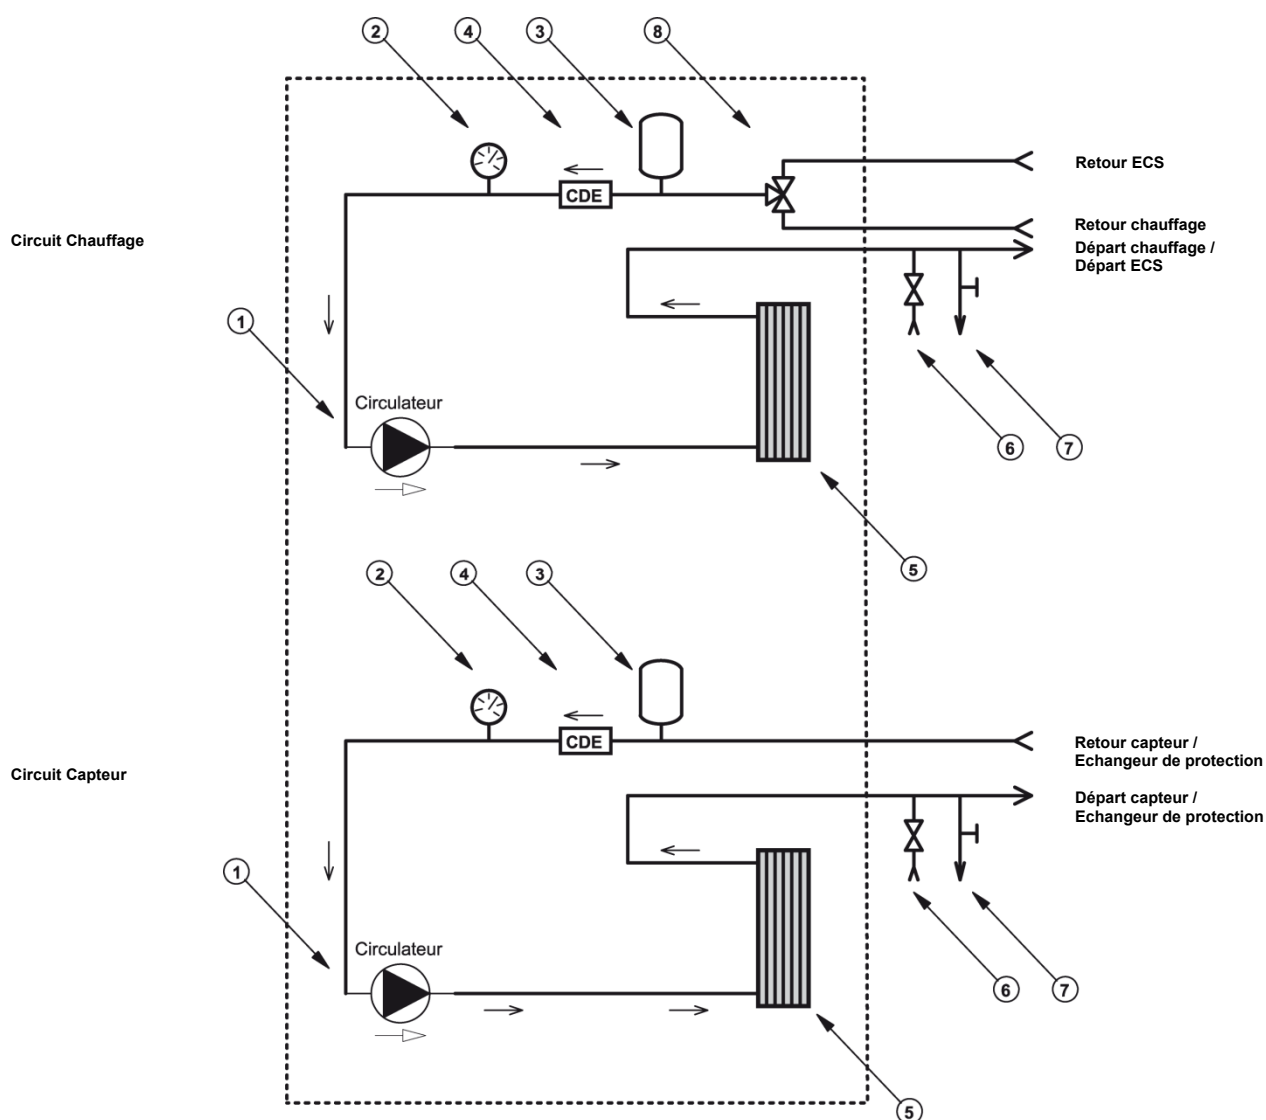 2
4
3
8
Retour ECS
CDE
Retour chauffage
Circuit Chauffage
Départ chauffage /
Départ ECS
1
Circulateur
6
7
5
2
4
3
CDE
Retour capteur /
Echangeur de protection
Circuit Capteur
Départ capteur /
Echangeur de protection
1
Circulateur
6
7
5